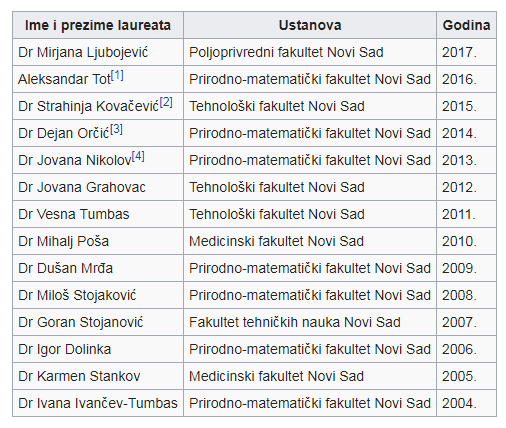 Ime i prezime laureata Ustanova Godina
Dr Mirjana Ljubojević Poljoprivredni fakultet Novi Sad 2017.
Aleksandar Tot[1] Prirodno-matematički fakultet Novi Sad 2016.
Dr Strahinja Kovačević[2] Tehnološki fakultet Novi Sad 2015.
Dr Dejan Orčić[3] Prirodno-matematički fakultet Novi Sad 2014.
Dr Jovana Nikolov[4] Prirodno-matematički fakultet Novi Sad 2013.
Dr Jovana Grahovac Tehnološki fakultet Novi Sad 2012.
Dr Vesna Tumbas Tehnološki fakultet Novi Sad 2011.
Dr Mihalj Poša Medicinski fakultet Novi Sad 2010.
Dr Dušan Mrđa Prirodno-matematički fakultet Novi Sad 2009.
Dr Miloš Stojaković Prirodno-matematički fakultet Novi Sad 2008.
Dr Goran Stojanović Fakultet tehničkih nauka Novi Sad 2007.
Dr Igor Dolinka Prirodno-matematički fakultet Novi Sad 2006.
Dr Karmen Stankov Medicinski fakultet Novi Sad 2005.
Dr Ivana Ivančev-Tumbas Prirodno-matematički fakultet Novi Sad 2004.